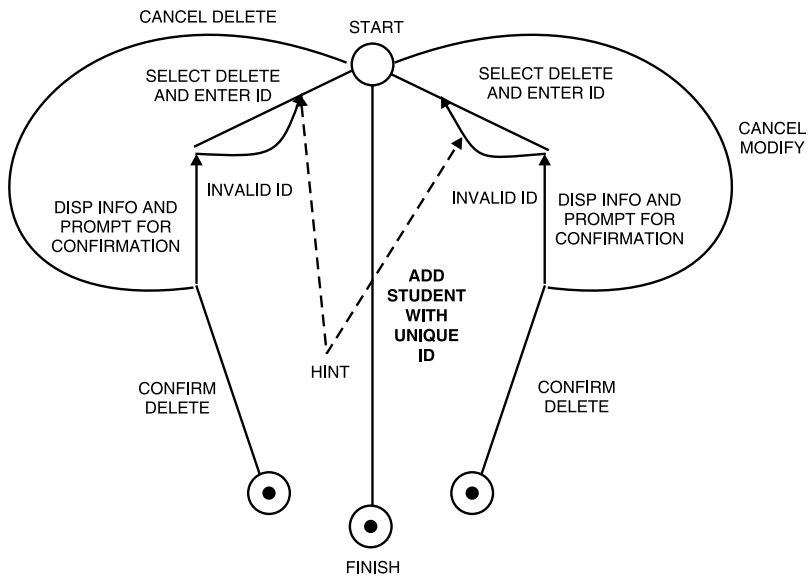 CANCEL DELETE
START
SELECT DELETE
AND ENTER ID
SELECT DELETE
AND ENTER ID
CANCEL
MODIFY
INVALID ID
INVALID ID
DISP INFO AND
PROMPT FOR
CONFIRMATION
DISP INFO AND
PROMPT FOR
CONFIRMATION
ADD
STUDENT
WITH
UNIQUE
ID
HINT
CONFIRM
DELETE
CONFIRM
DELETE
FINISH